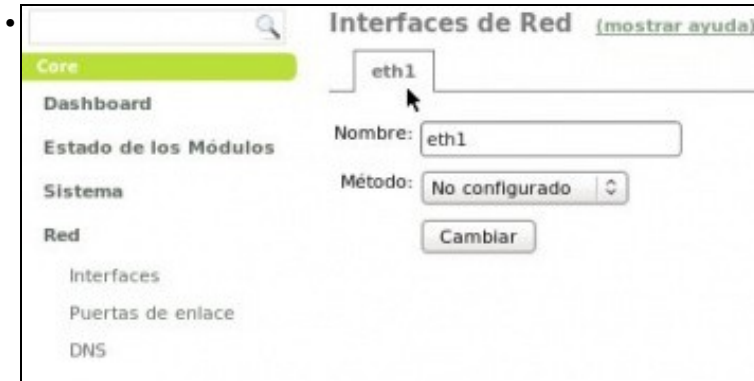 Interfaces de Red (mostrar ayuda)
Core
eth1
Dashboard
Nombre: eth1
Estado de los Módulos
Método: No configurado
Sistema
Red
Cambiar
Interfaces
Puertas de enlace
DNS